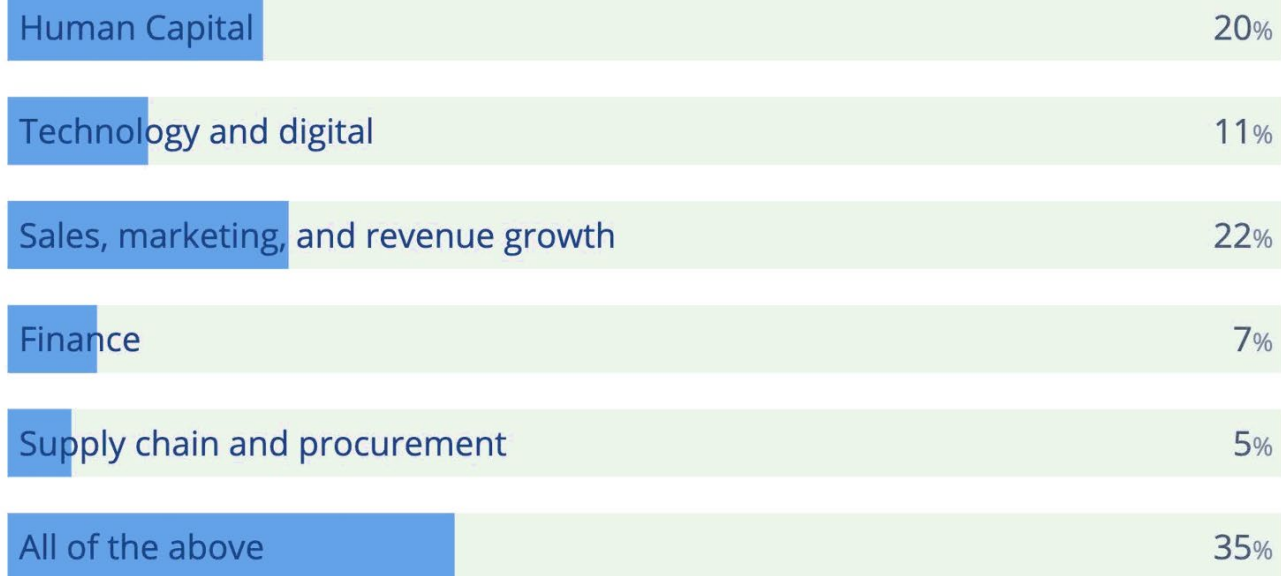 Human Capital 20%
Technology and digital 11%
Sales, marketing, and revenue growth 22%
Finance 7%
Supply chain and procurement 5%
All of the above 35%